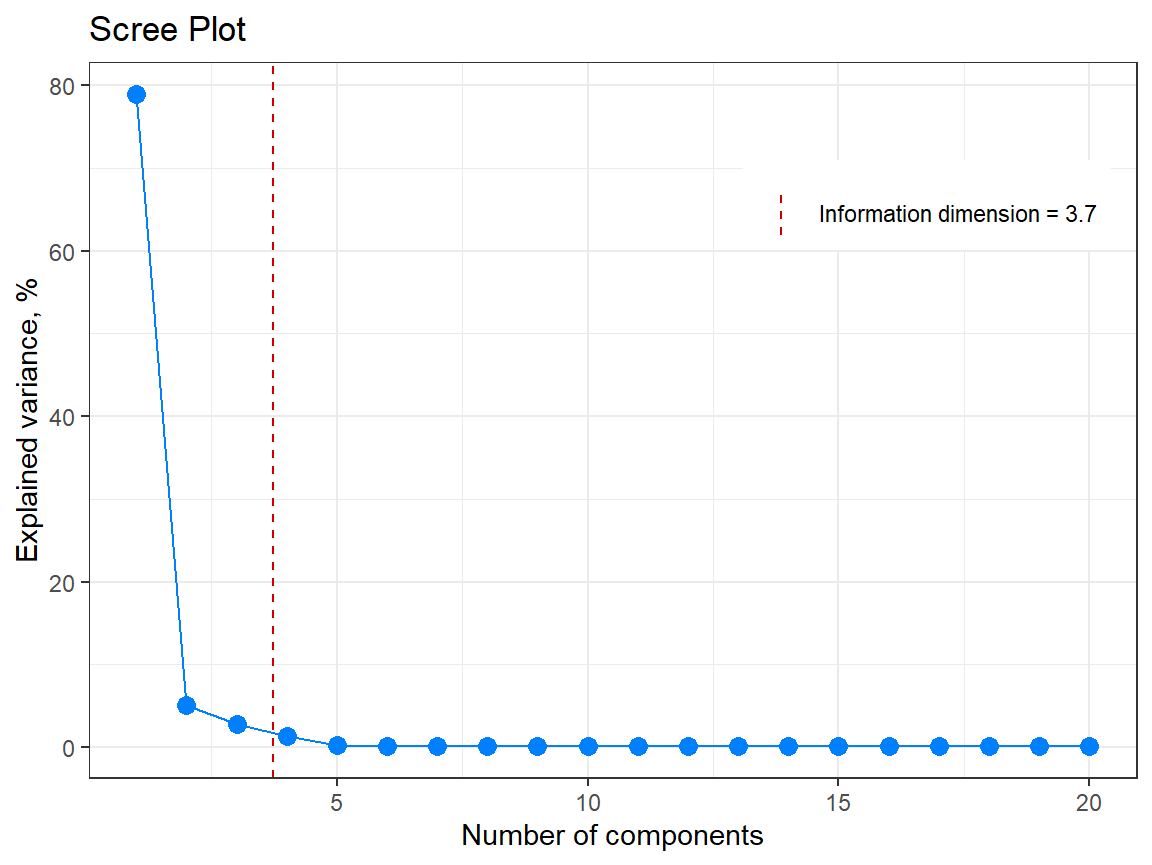 Scree Plot
80
60
40
20
0
Explained variance, %
Information dimension = 3.7
5
10
15
20
Number of components